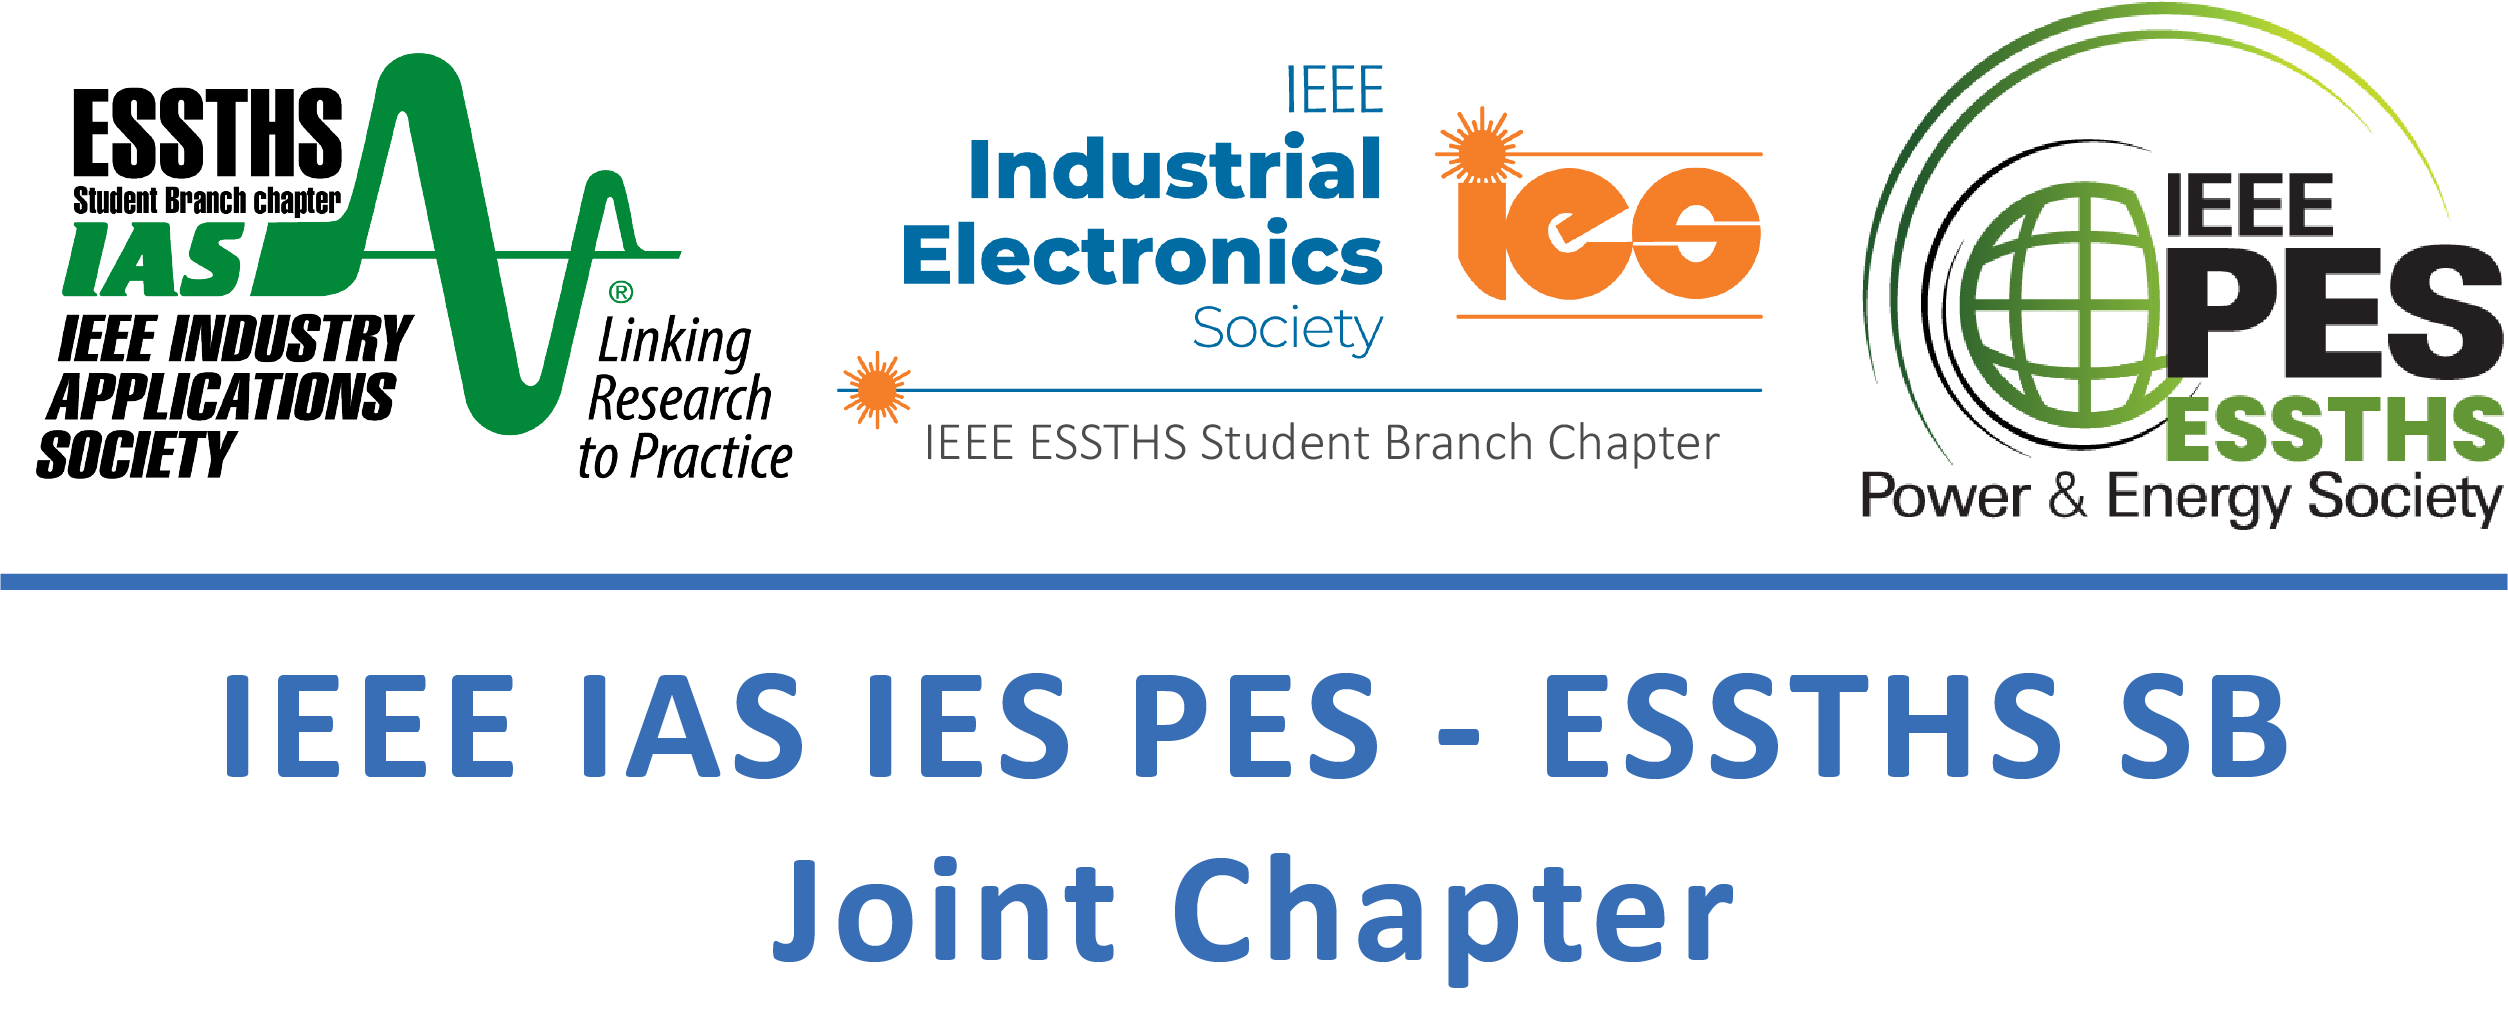 ESSTHS
Student Branch chapter
IAS
®
IEEE INDUSTRY
APPLICATIONS
SOCIETY
Linking
Research
to Practice
IEEE
Industrial
Electronics
Society
ies
IEEE ESSTHS Student Branch Chapter
IEEE
PES
ESSTHS
Power & Energy Society
IEEE IAS IES PES - ESSTHS SB
Joint Chapter